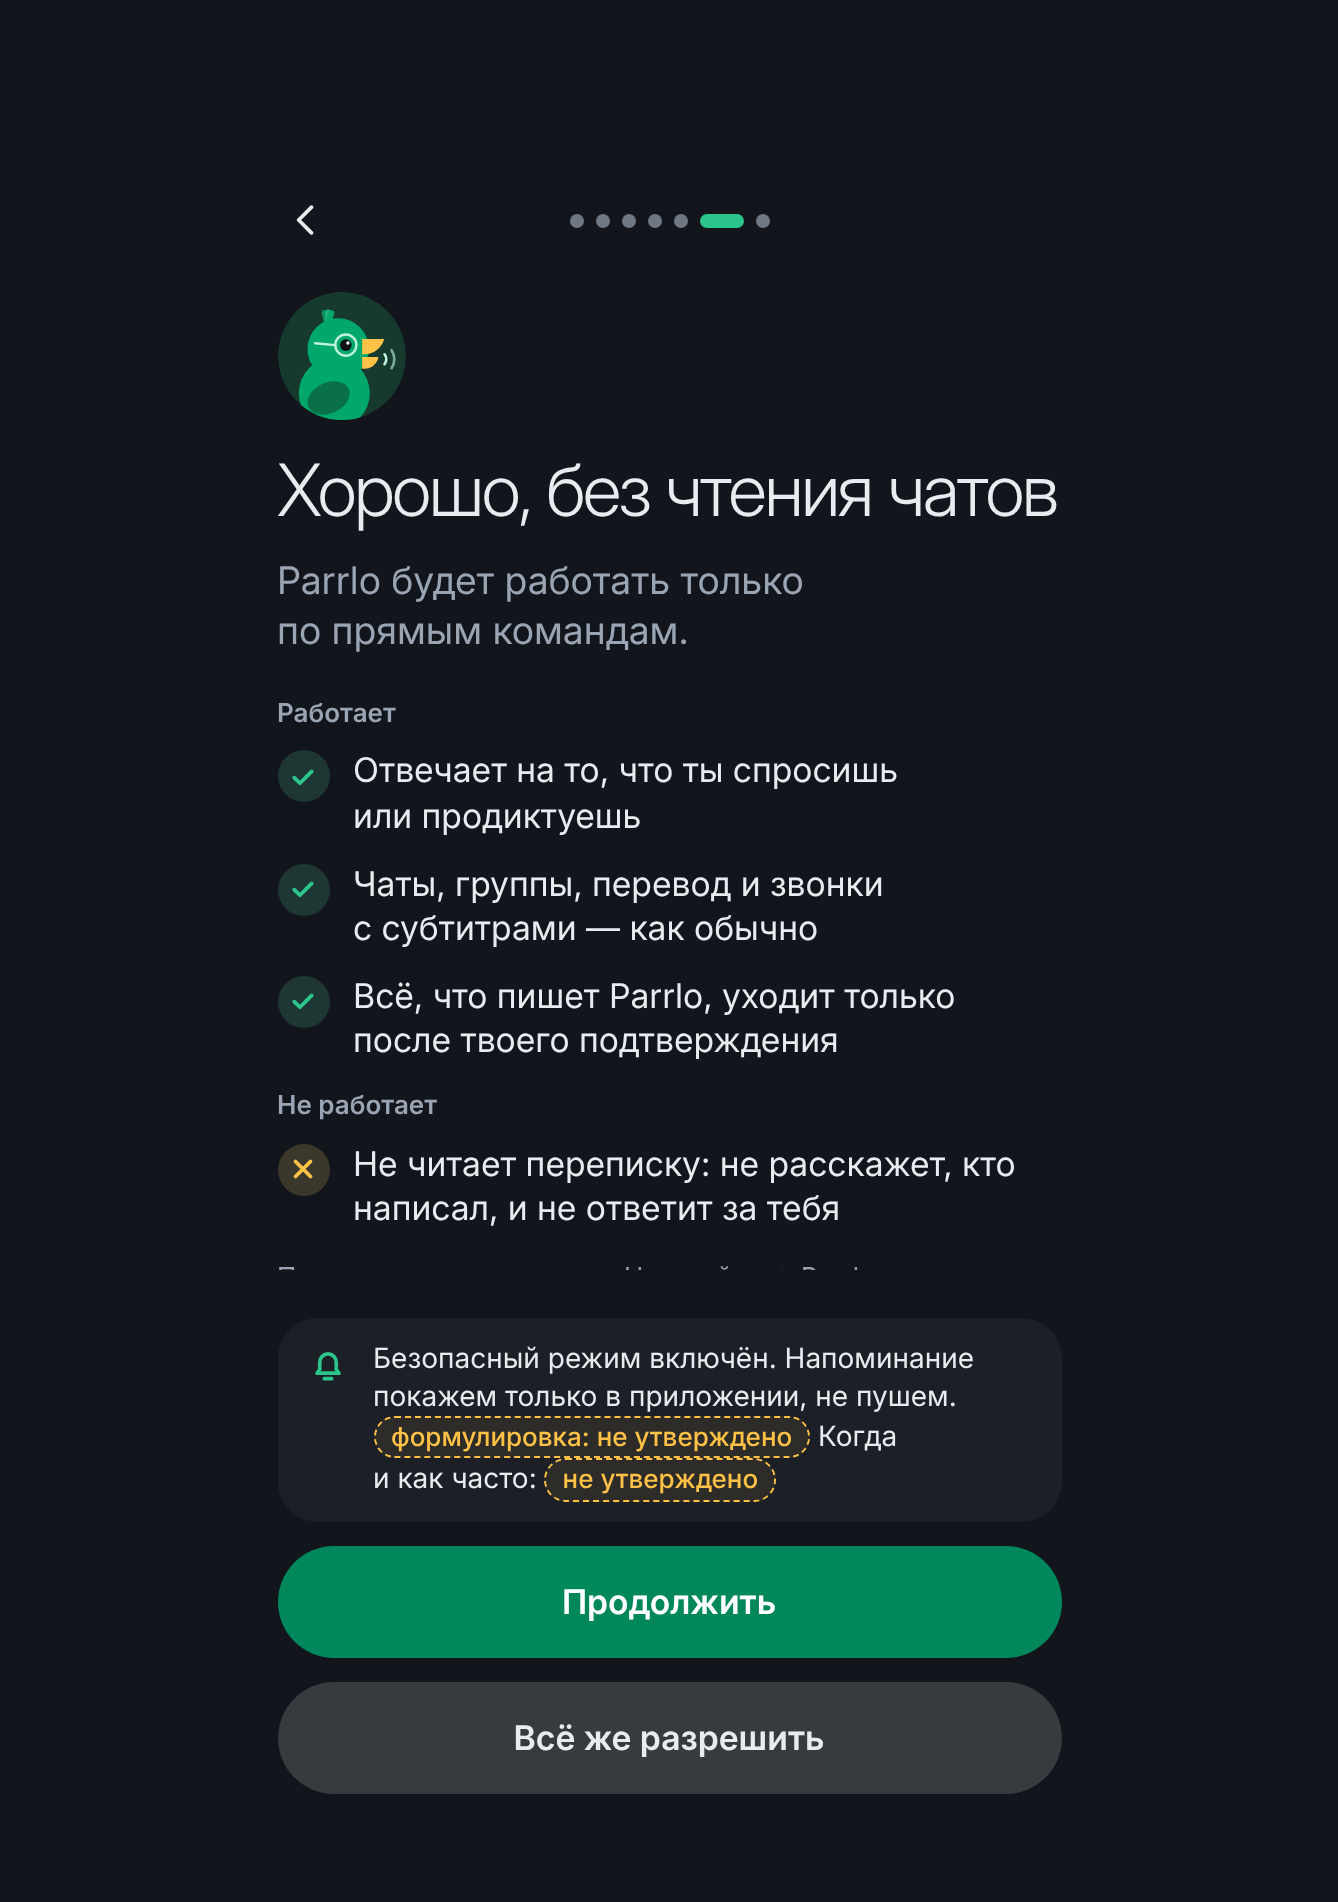 Хорошо, без чтения чатов
Parrlo будет работать только
по прямым командам.
Работает
Отвечает на то, что ты спросишь
или продиктуешь
Чаты, группы, перевод и звонки
с субтитрами — как обычно
Всё, что пишет Parrlo, уходит только
после твоего подтверждения
Не работает
Не читает переписку: не расскажет, кто
написал, и не ответит за тебя
Безопасный режим включён. Напоминание
покажем только в приложении, не пушем.
формулировка: не утверждено Когда
и как часто: не утверждено
Продолжить
Всё же разрешить